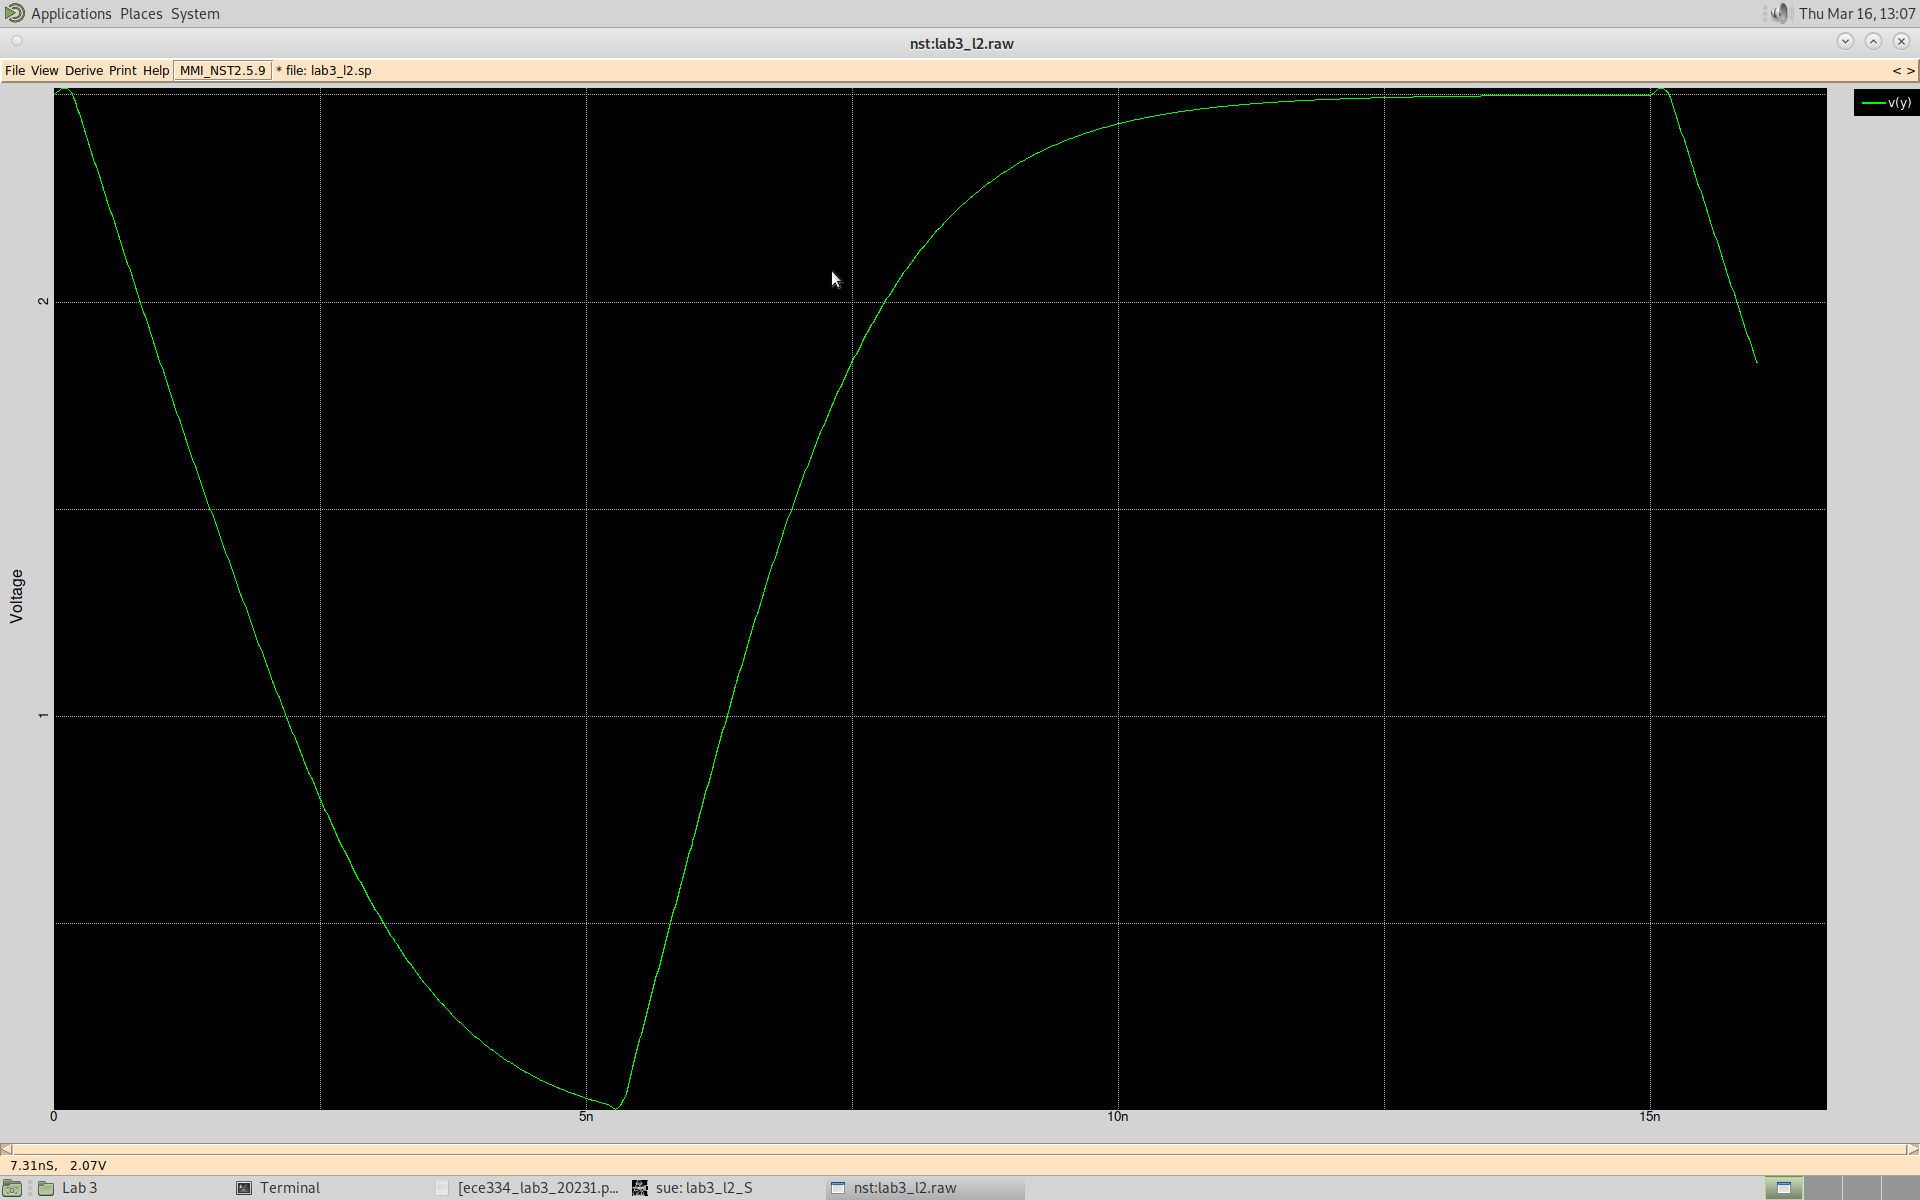 Applications Places System
Thu Mar 16, 13:07
nst:lab3_l2.raw
File View Derive Print Help MMI_NST2.5.9 * file: lab3_l2.sp
< >
v(y)
2
Voltage
1
0 5n 10n 15n
7.31nS, 2.07V
Lab 3 Terminal [ece334_lab3_20231.p... sue: lab3_l2_S nst:lab3_l2.raw